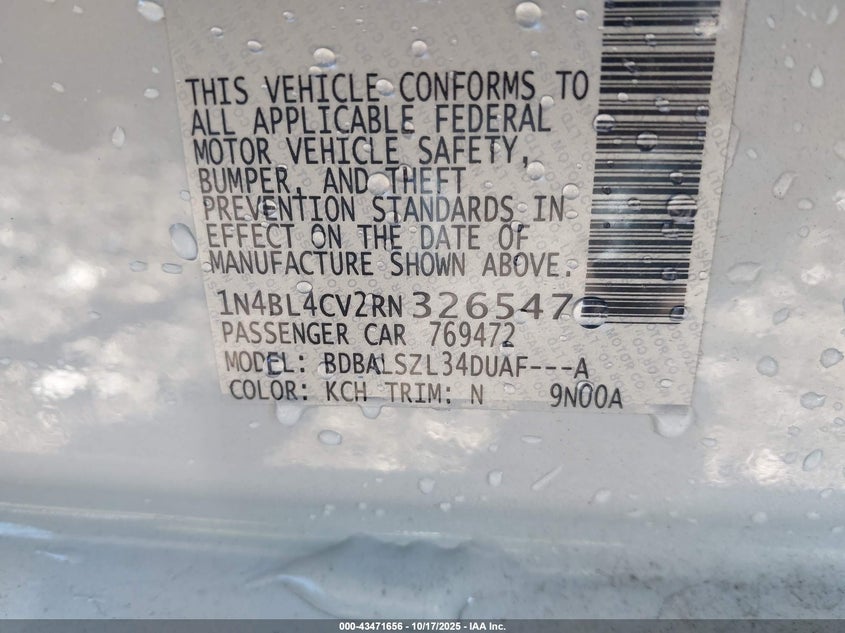 THIS VEHICLE CONFORMS TO
ALL APPLICABLE FEDERAL
MOTOR VEHICLE SAFETY,
BUMPER, AND THEFT
PREVENTION STANDARDS IN
EFFECT ON THE DATE OF
MANUFACTURE SHOWN ABOVE.
1N4BL4CV2RN326547
PASSENGER CAR 769472
MODEL: BDBALSZL34DUAF---A
COLOR: KCH TRIM: N 9N00A
000-43471656 - 10/17/2025 - IAA Inc.